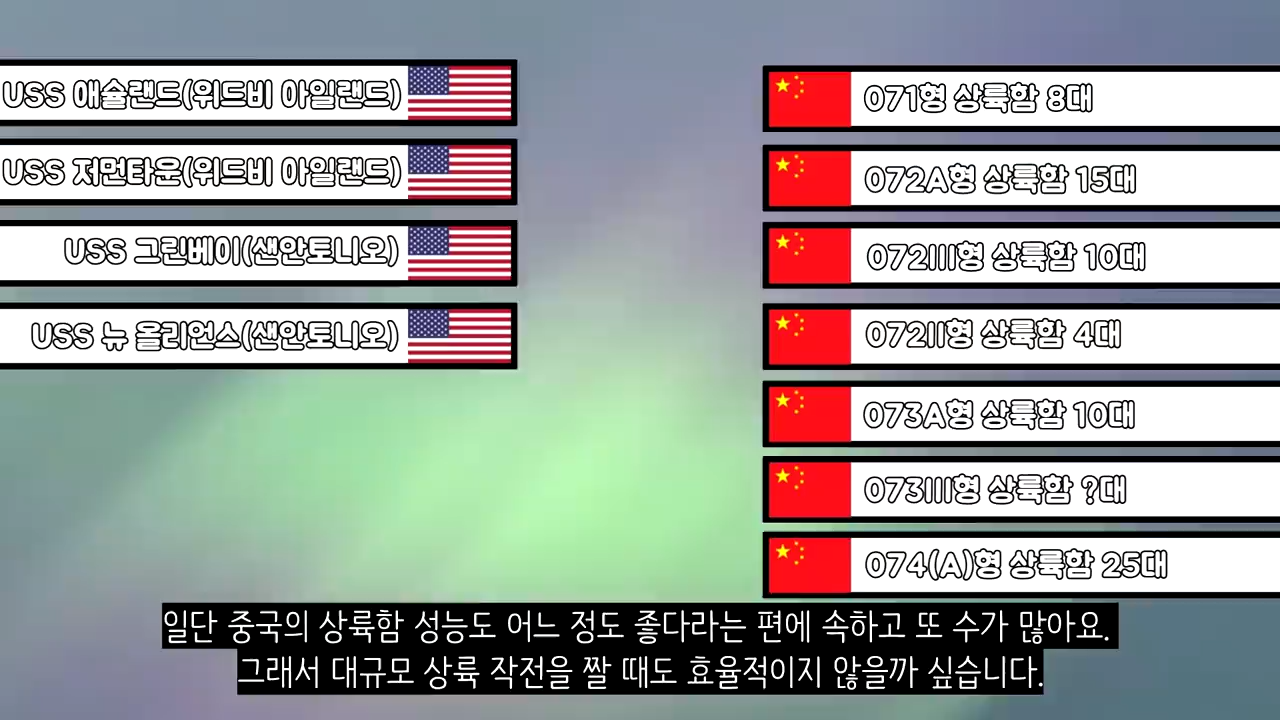 USS 애슐랜드(위드비 아일랜드)
USS 저먼타운(위드비 아일랜드)
USS 그린베이(샌안토니오)
USS 뉴 올리언스(샌안토니오)
071형 상륙함 8대
072A형 상륙함 15대
072III형 상륙함 10대
072II형 상륙함 4대
073A형 상륙함 10대
073III형 상륙함 ?대
074(A)형 상륙함 25대
일단 중국의 상륙함 성능도 어느 정도 좋다라는 편에 속하고 또 수가 많아요.
그래서 대규모 상륙 작전을 짤 때도 효율적이지 않을까 싶습니다.